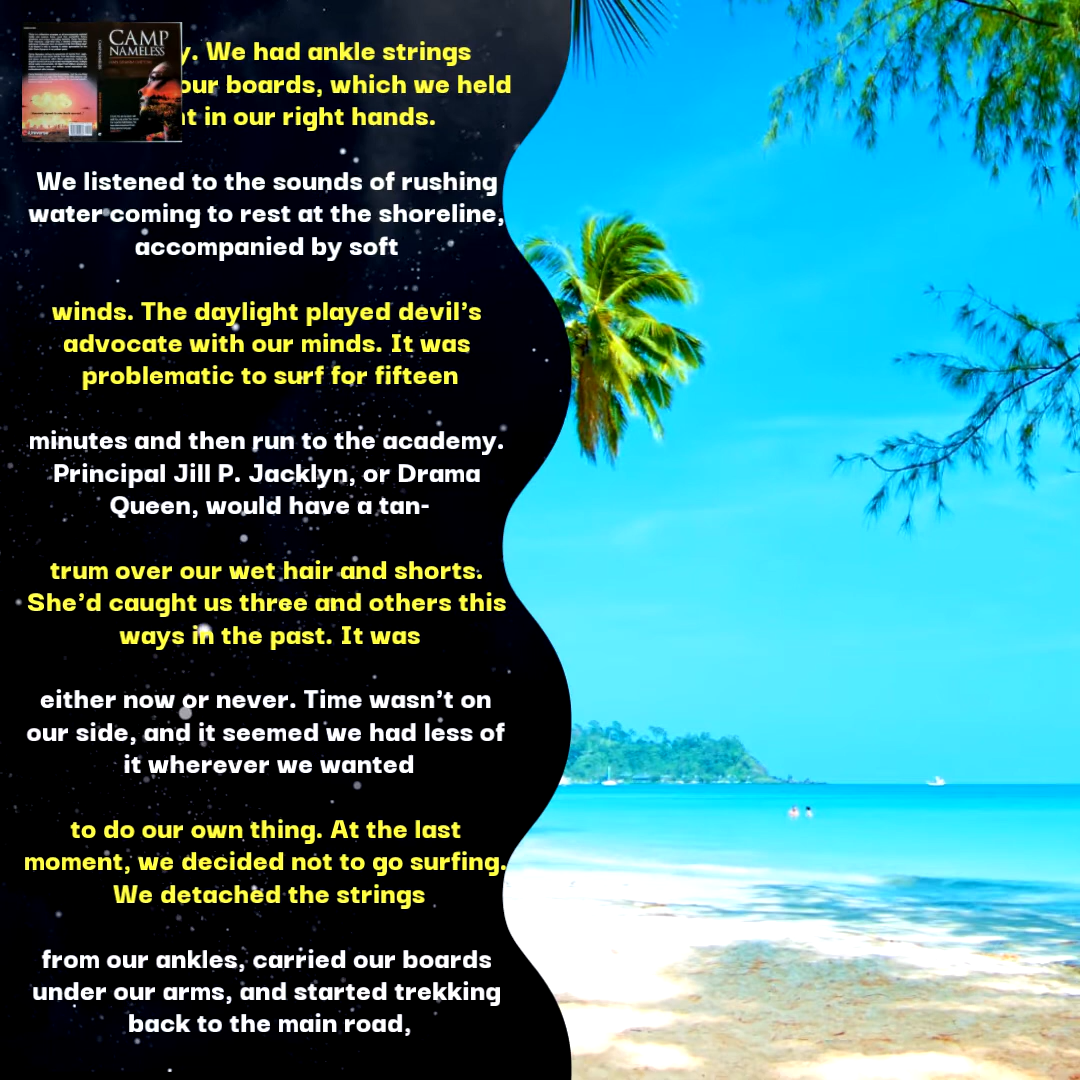 CAMP
NAMELESS
y. We had ankle strings
our boards, which we held
t in our right hands.
We listened to the sounds of rushing
water coming to rest at the shoreline,
accompanied by soft
winds. The daylight played devil's
advocate with our minds. It was
problematic to surf for fifteen
minutes and then run to the academy.
Principal Jill P. Jacklyn, or Drama
Queen, would have a tan-
trum over our wet hair and shorts.
She'd caught us three and others this
ways in the past. It was
either now or never. Time wasn't on
our side, and it seemed we had less of
it wherever we wanted
to do our own thing. At the last
moment, we decided not to go surfing.
We detached the strings
from our ankles, carried our boards
under our arms, and started trekking
back to the main road,